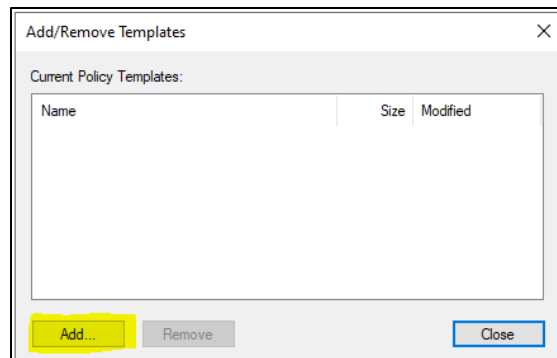 Add/Remove Templates
Current Policy Templates:
Name Size Modified
Add... Remove Close